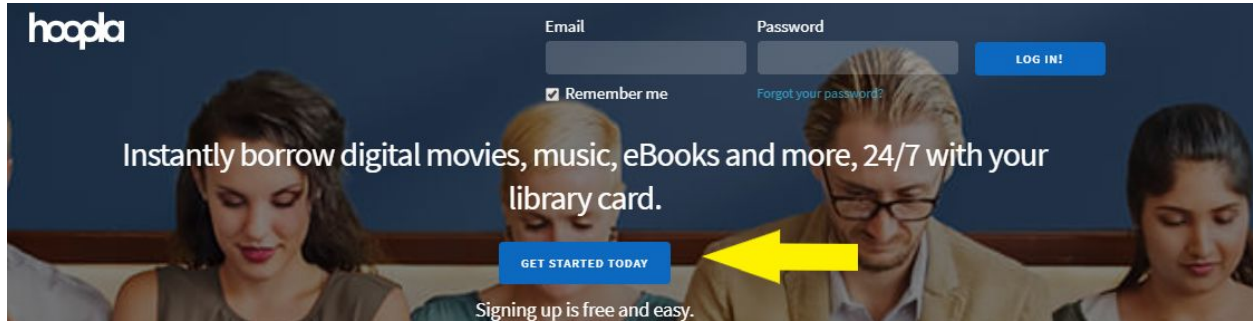 hoopla
Email
Password
LOG IN!
Remember me
Forgot your password?
Instantly borrow digital movies, music, eBooks and more, 24/7 with your
library card.
GET STARTED TODAY
Signing up is free and easy.